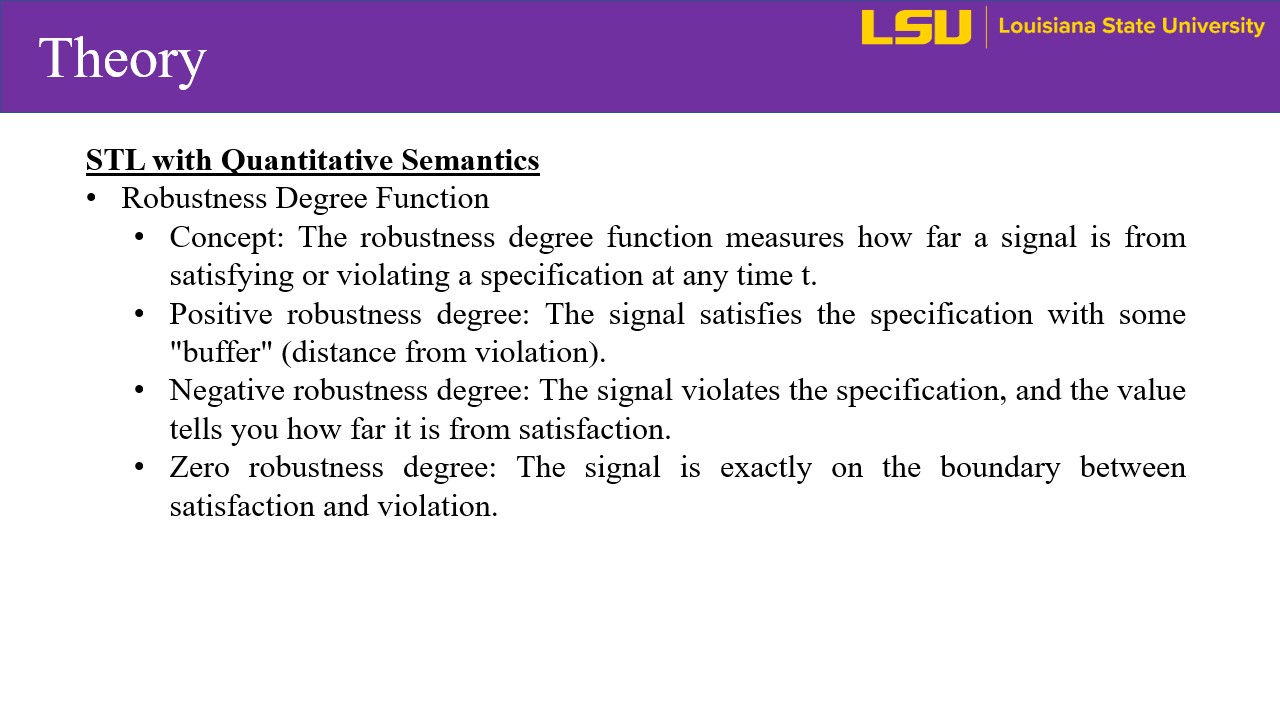 Theory
LSU
Louisiana State University
STL with Quantitative Semantics
• Robustness Degree Function
• Concept: The robustness degree function measures how far a signal is from
satisfying or violating a specification at any time t.
• Positive robustness degree: The signal satisfies the specification with some
"buffer" (distance from violation).
• Negative robustness degree: The signal violates the specification, and the value
tells you how far it is from satisfaction.
• Zero robustness degree: The signal is exactly on the boundary between
satisfaction and violation.